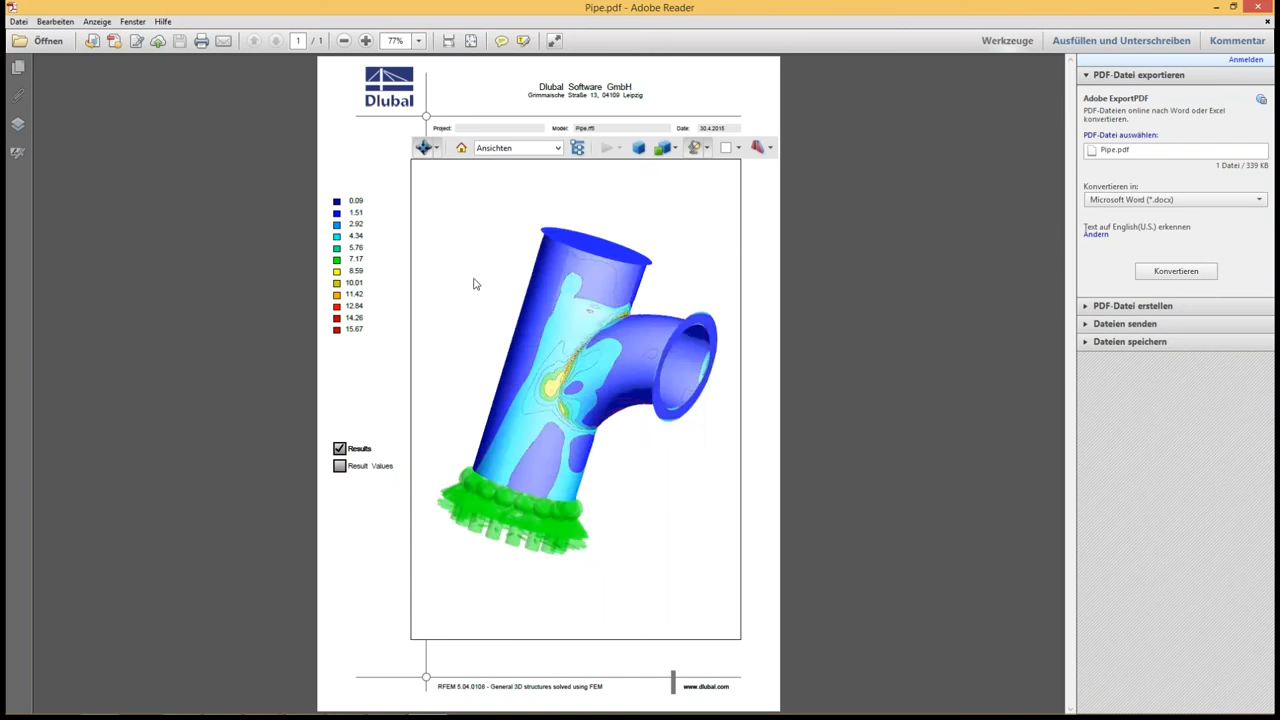 Pipe.pdf - Adobe Reader
Datei Bearbeiten Anzeige Fenster Hilfe
Öffnen 1 / 1 77% Werkzeuge Ausfüllen und Unterschreiben Kommentar
Anmelden
PDF-Datei exportieren
Adobe ExportPDF
PDF-Dateien online nach Word oder Excel
konvertieren.
PDF-Datei auswählen:
Pipe.pdf
1 Datei / 339 KB
Konvertieren in:
Microsoft Word (*.docx)
Text auf English(U.S.) erkennen
Ändern
Konvertieren
PDF-Datei erstellen
Dateien senden
Dateien speichern
Dlubal
Dlubal Software GmbH
Grimmaische Straße 13, 04109 Leipzig
Project: Model: Pipe.rf5 Date: 30.4.2015
Ansichten
0.09
1.51
2.92
4.34
5.76
7.17
8.59
10.01
11.42
12.84
14.26
15.67
Results
Result Values
RFEM 5.04.0108 - General 3D structures solved using FEM
www.dlubal.com